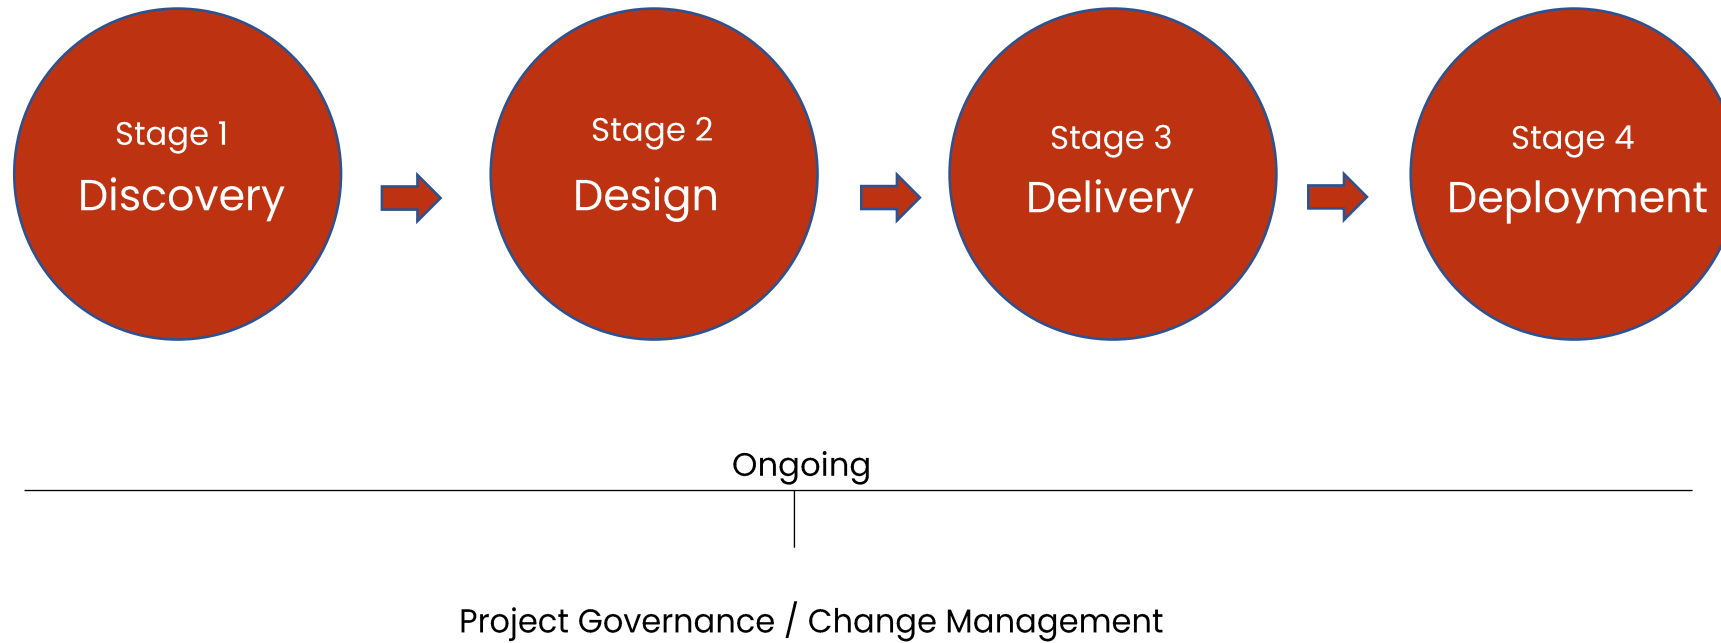 Stage 1
Discovery
Stage 2
Design
Stage 3
Delivery
Stage 4
Deployment
Ongoing
Project Governance / Change Management